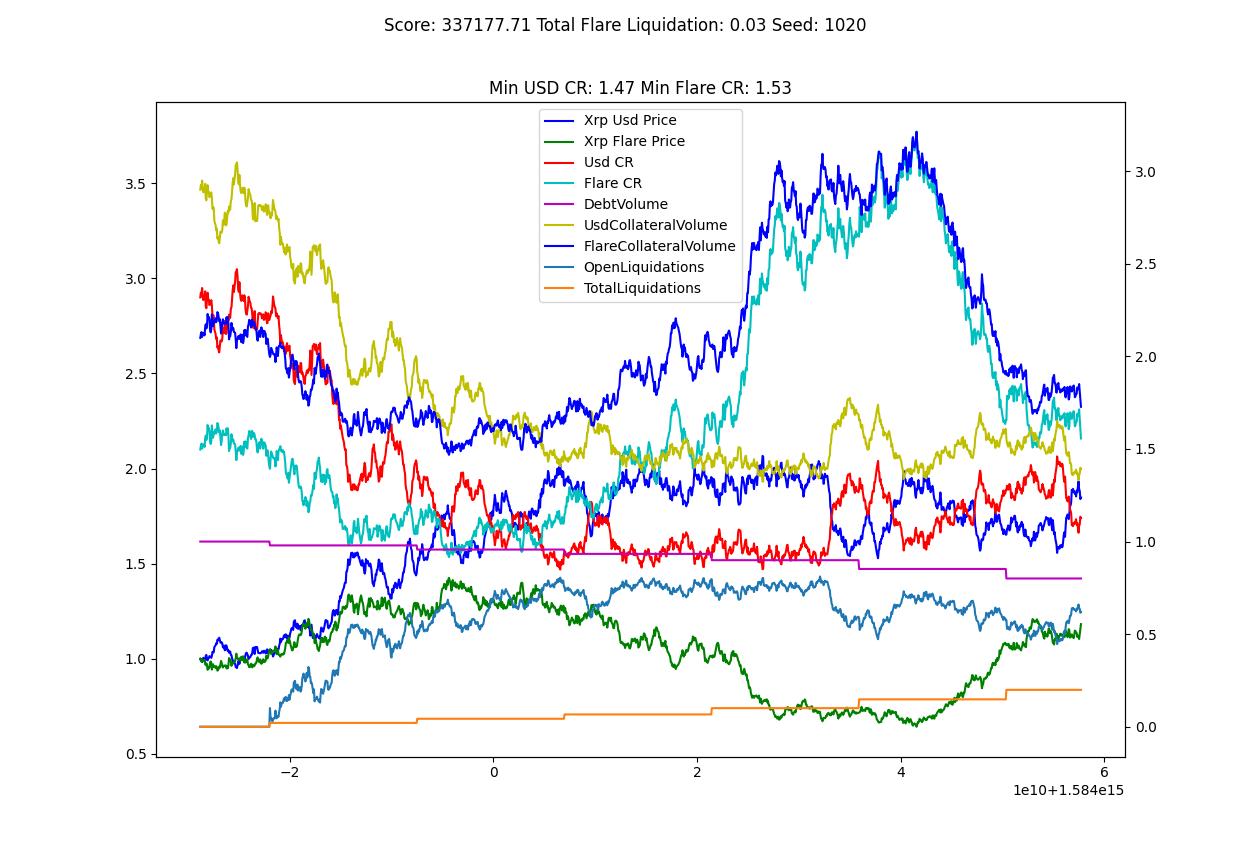 Score: 337177.71 Total Flare Liquidation: 0.03 Seed: 1020
Min USD CR: 1.47 Min Flare CR: 1.53
Xrp Usd Price
Xrp Flare Price
Usd CR
Flare CR
DebtVolume
UsdCollateralVolume
FlareCollateralVolume
OpenLiquidations
TotalLiquidations
3.5
3.0
2.5
2.0
1.5
1.0
0.5
3.0
2.5
2.0
1.5
1.0
0.5
0.0
−2
0
2
4
6
1e10+1.584e15